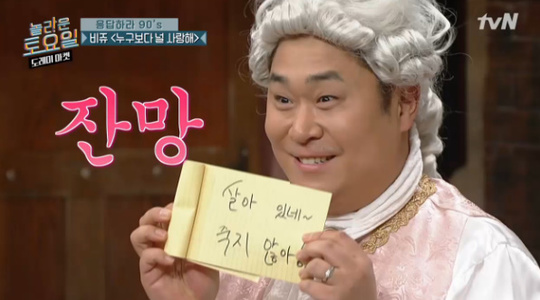 놀라운
토요일
도레미 마켓
응답하라 90's
비쥬 <누구보다 널 사랑해>
tvN
잔망
살아 있네~
죽지 않아